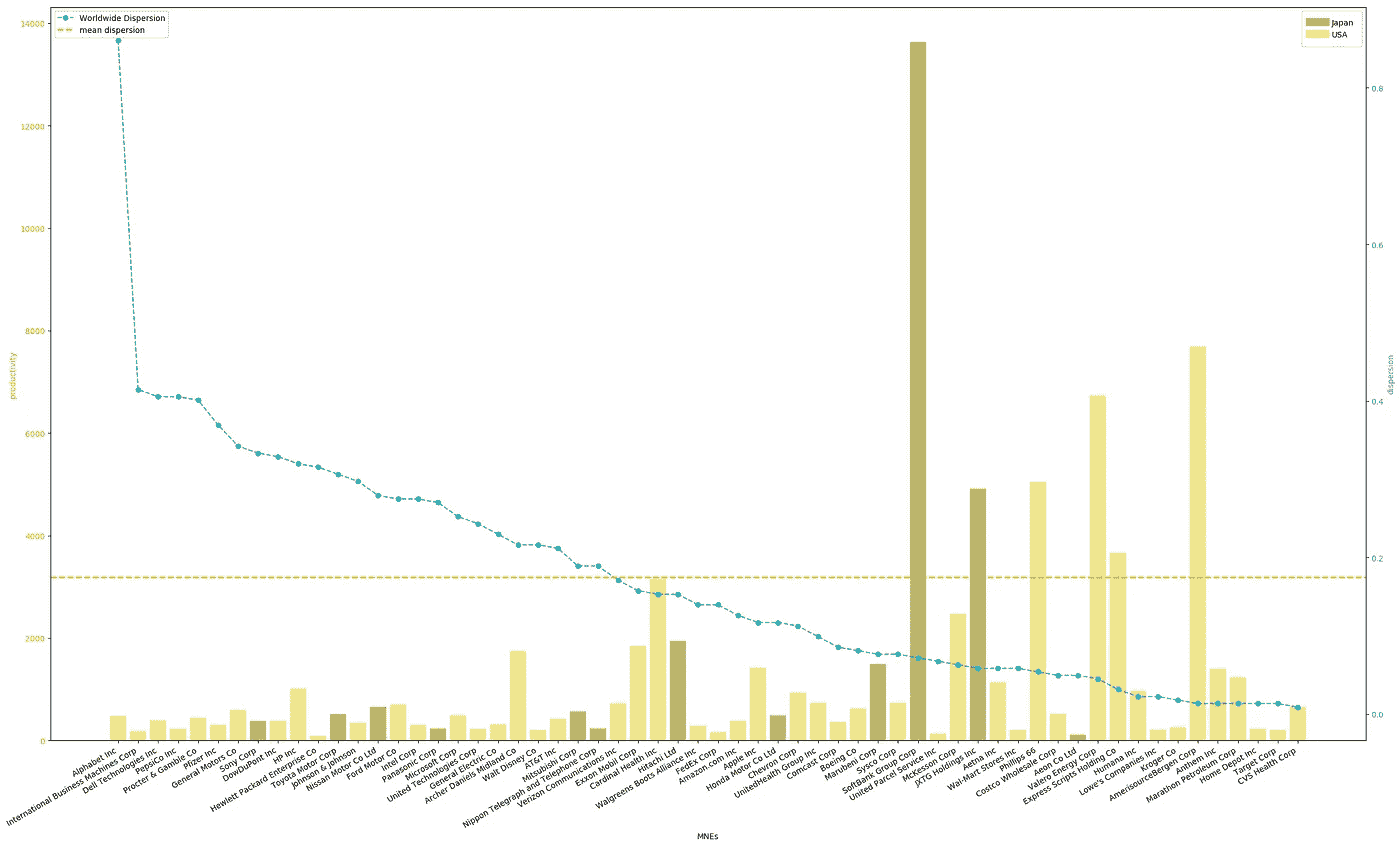 Worldwide Dispersion
mean dispersion
Japan
USA
14000
12000
10000
8000
6000
4000
2000
0
productivity
0.8
0.6
0.4
0.2
0.0
dispersion
Alphabet Inc
International Business Machines Corp
Dell Technologies Inc
PepsiCo Inc
Procter & Gamble Co
Pfizer Inc
General Motors Co
Sony Corp
DowDuPont Inc
HP Inc
Hewlett Packard Enterprise Co
Toyota Motor Corp
Johnson & Johnson
Nissan Motor Co Ltd
Ford Motor Co
Intel Corp
Panasonic Corp
Microsoft Corp
United Technologies Corp
General Electric Co
Archer Daniels Midland Co
Walt Disney Co
AT&T Inc
Mitsubishi Corp
Nippon Telegraph and Telephone Corp
Verizon Communications Inc
Exxon Mobil Corp
Cardinal Health Inc
Hitachi Ltd
Walgreens Boots Alliance Inc
FedEx Corp
Amazon.com Inc
Apple Inc
Honda Motor Co Ltd
Chevron Corp
UnitedHealth Group Inc
Comcast Corp
Boeing Co
Marubeni Corp
Sysco Corp
SoftBank Group Corp
United Parcel Service Inc
McKesson Corp
JXTG Holdings Inc
Aetna Inc
Wal-Mart Stores Inc
Phillips 66
Costco Wholesale Corp
Aeon Co Ltd
Valero Energy Corp
Express Scripts Holding Co
Humana Inc
Lowe's Companies Inc
Kroger Co
AmerisourceBergen Corp
Anthem Inc
Marathon Petroleum Corp
Home Depot Inc
Target Corp
CVS Health Corp
MNEs